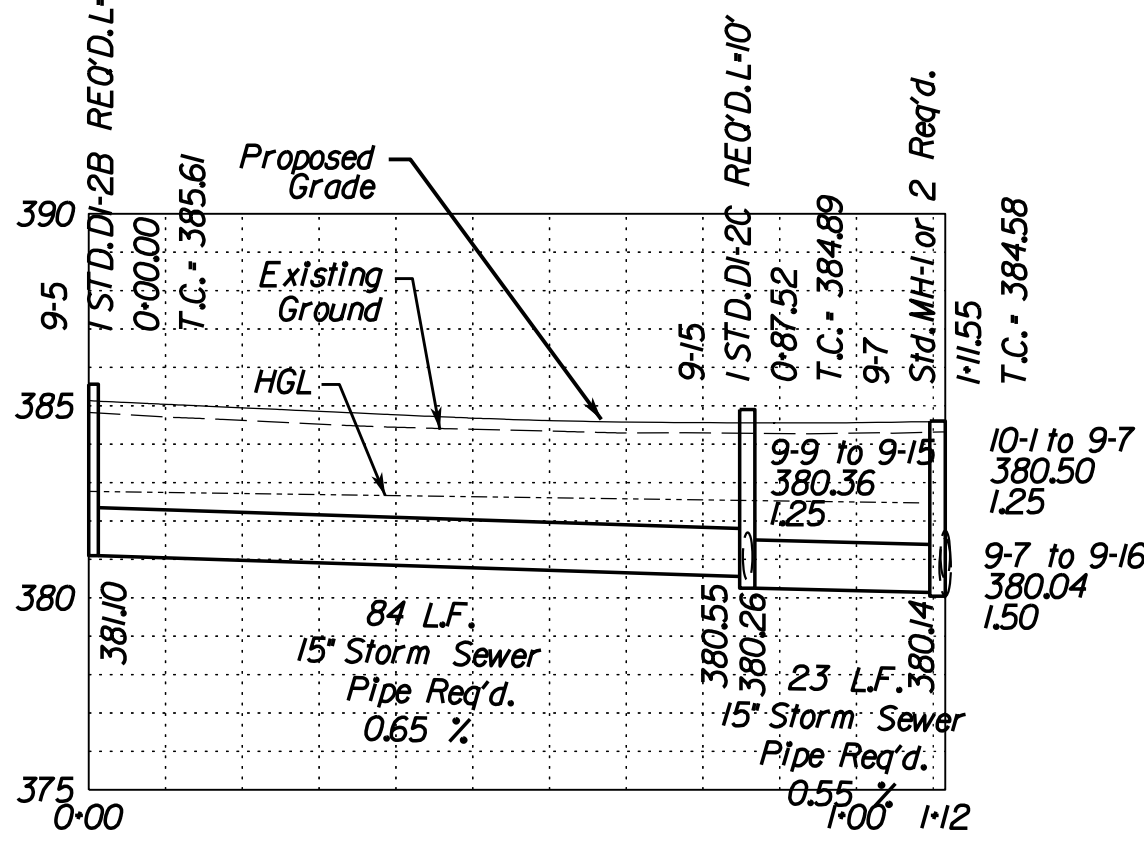 9-5
1 STD. DI-2B REQ'D. L=
0+00.00
T.C. = 385.61
Proposed
Grade
Existing
Ground
HGL
9-15
1 STD. DI-2C REQ'D. L=10'
0+87.52
T.C. = 384.89
9-7
Std. MH-1 or 2 Req'd.
1+11.55
T.C. = 384.58
390
385
380
375
9-9 to 9-15
380.36
1.25
10-1 to 9-7
380.50
1.25
9-7 to 9-16
380.04
1.50
381.10
84 L.F.
15" Storm Sewer
Pipe Req'd.
0.65 %
380.55
380.26
380.14
23 L.F.
15" Storm Sewer
Pipe Req'd.
0.55 %
0+00
1+00
1+12